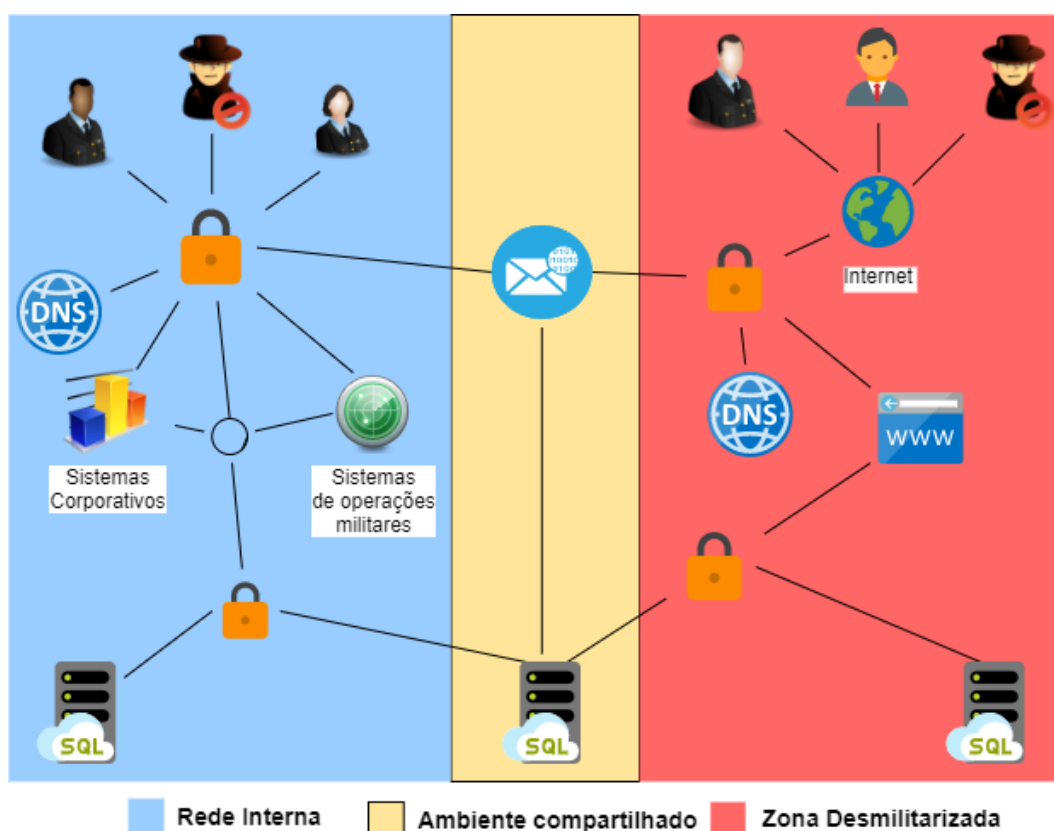 Internet
DNS
DNS
WWW
Sistemas
Corporativos
Sistemas
de operações
militares
SQL
SQL
SQL
Rede Interna
Ambiente compartilhado
Zona Desmilitarizada